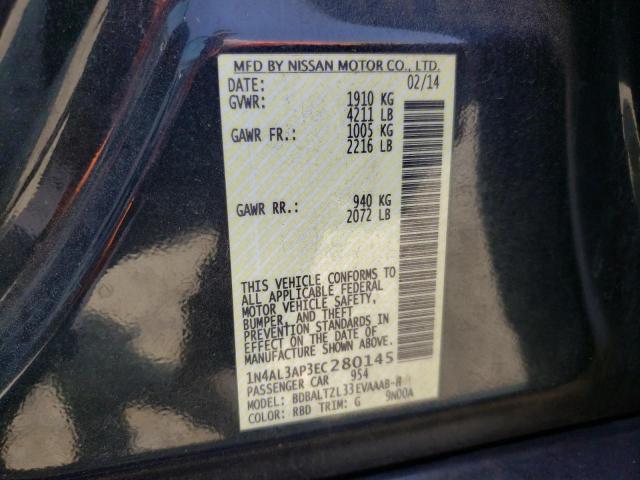 MFD BY NISSAN MOTOR CO., LTD.
DATE: 02/14
GVWR: 1910 KG
4211 LB
GAWR FR.: 1005 KG
2216 LB
GAWR RR.: 940 KG
2072 LB
THIS VEHICLE CONFORMS TO
ALL APPLICABLE FEDERAL
MOTOR VEHICLE SAFETY,
BUMPER, AND THEFT
PREVENTION STANDARDS IN
EFFECT ON THE DATE OF
MANUFACTURE SHOWN ABOVE.
1N4AL3AP3EC280145
PASSENGER CAR 954
MODEL: BDBALTZL33EVAAAB-R
COLOR: RBD TRIM: G 9N00A